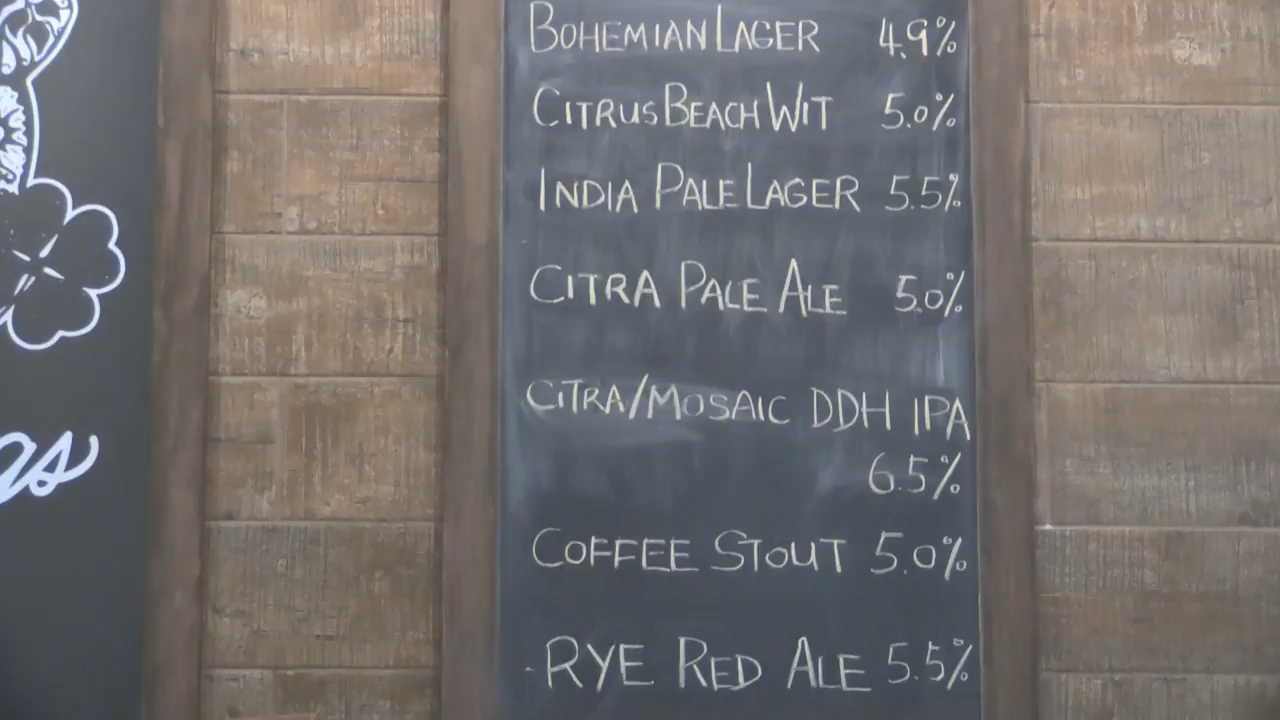 BOHEMIAN LAGER 4.9%
CITRUS BEACH WIT 5.0%
INDIA PALE LAGER 5.5%
CITRA PALE ALE 5.0%
CITRA/MOSAIC DDH IPA
6.5%
COFFEE STOUT 5.0%
RYE RED ALE 5.5%